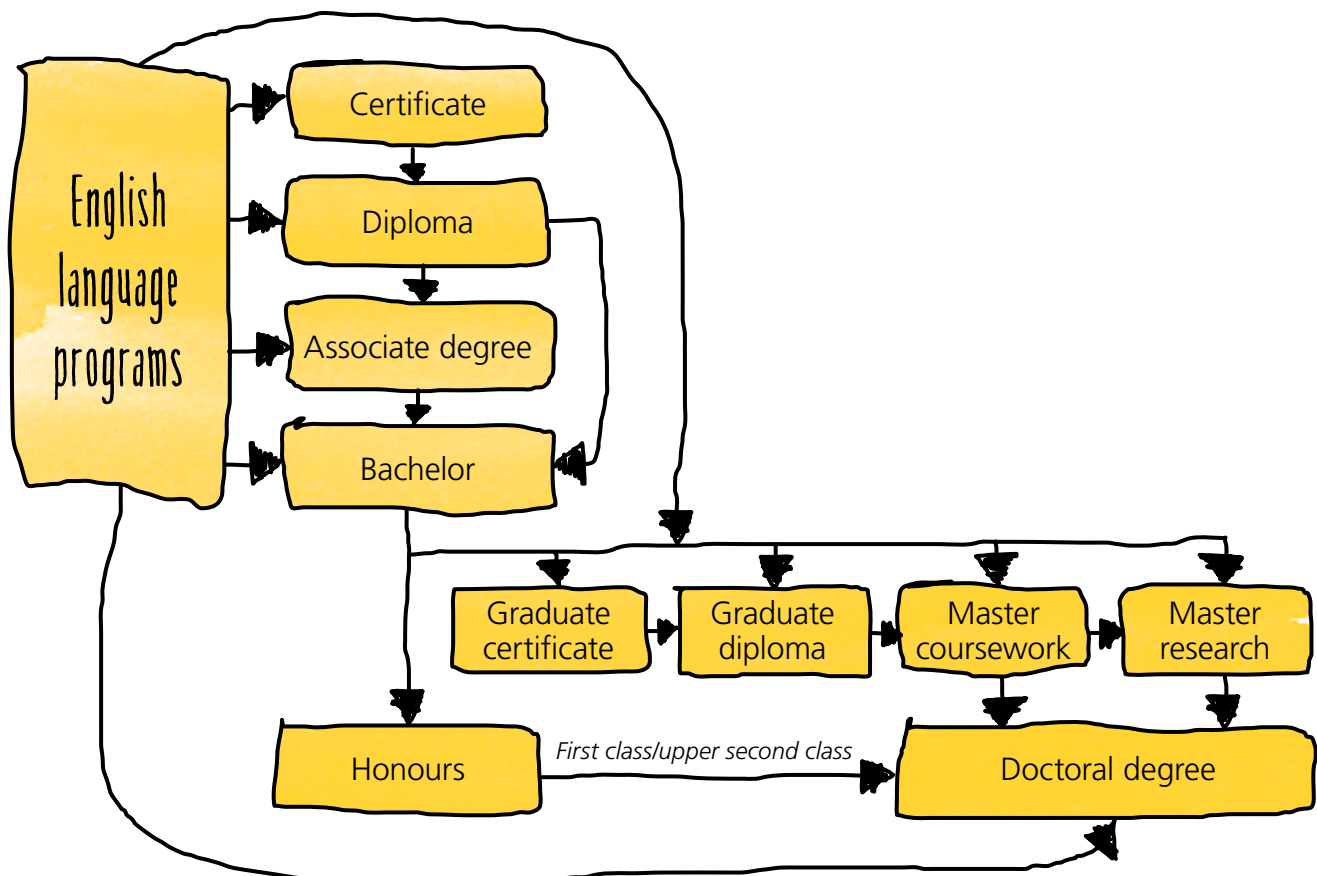 English
language
programs
Certificate
Diploma
Associate degree
Bachelor
Graduate
certificate
Graduate
diploma
Master
coursework
Master
research
Honours
First class/upper second class
Doctoral degree